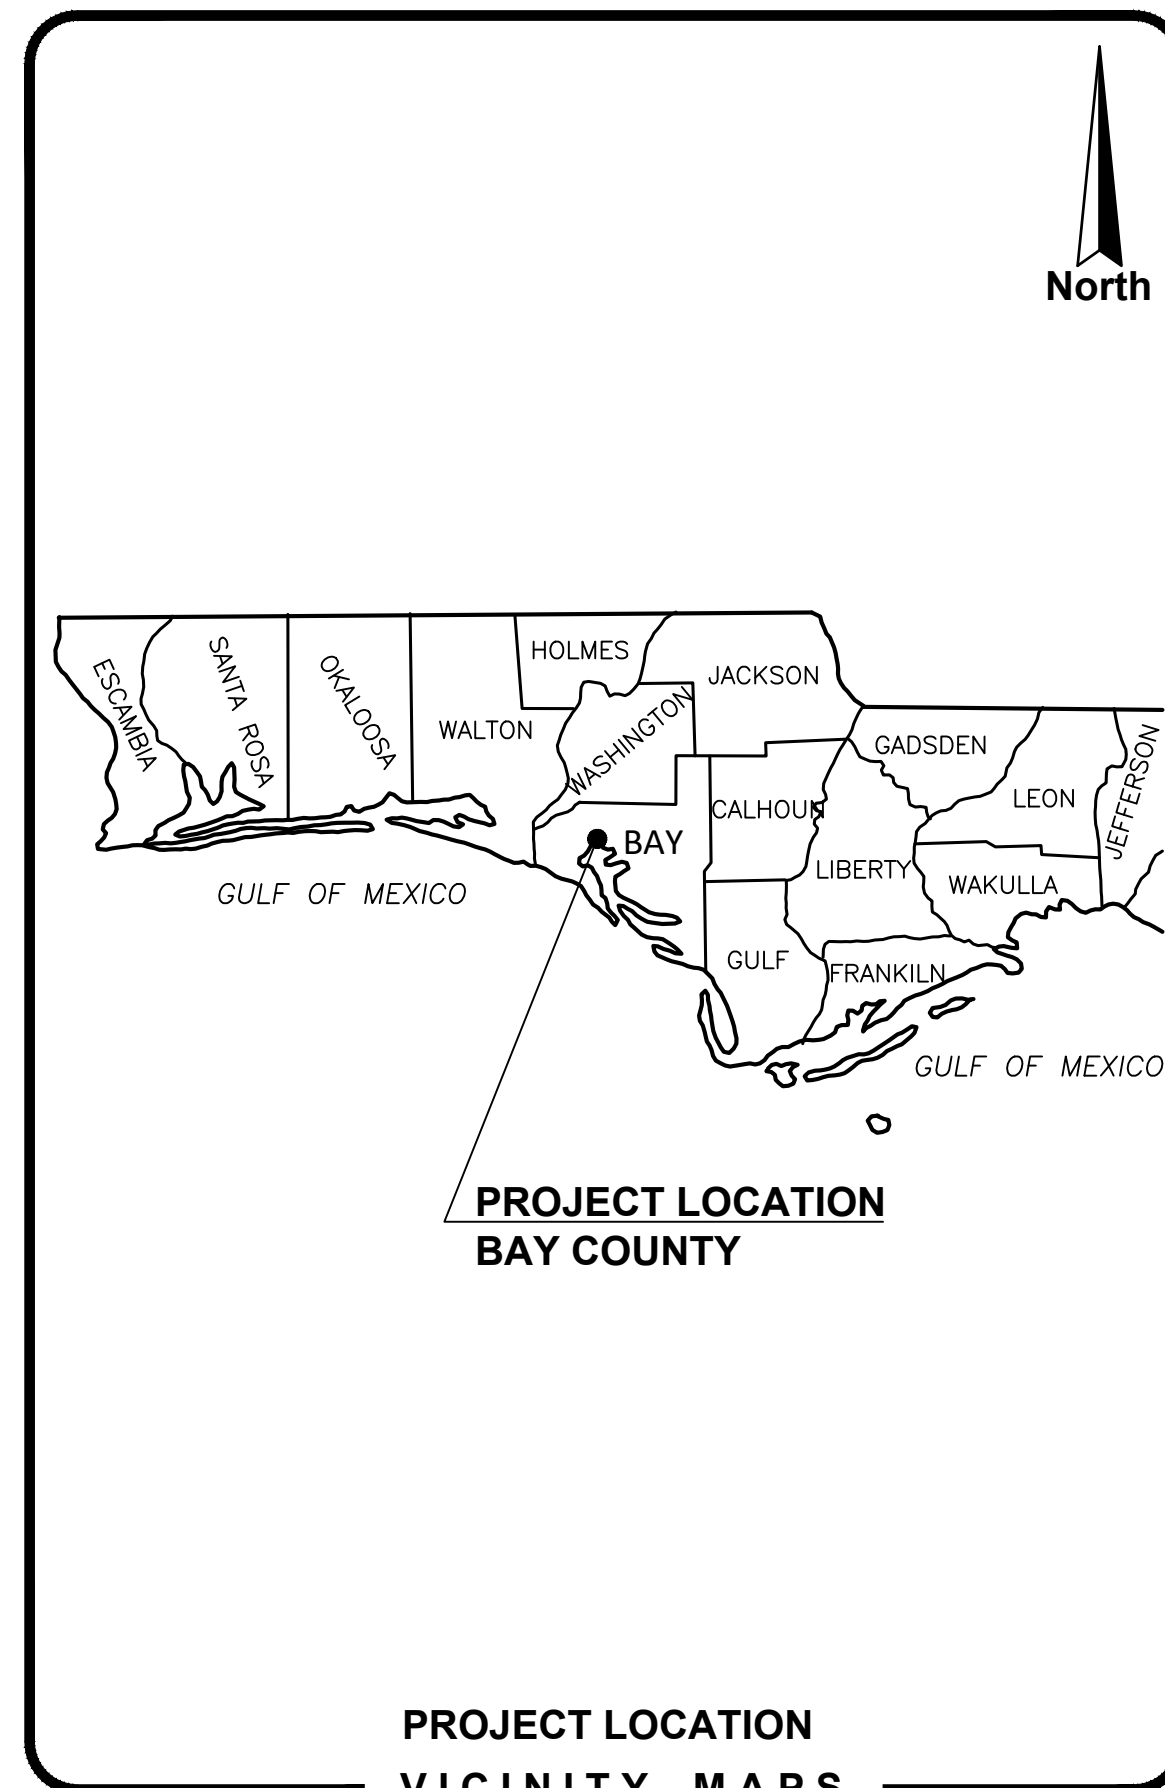 North
HOLMES
JACKSON
SANTA ROSA
OKALOOSA
ESCAMBIA
WALTON
WASHINGTON
GADSDEN
JEFFERSON
LEON
CALHOUN
BAY
LIBERTY
WAKULLA
GULF OF MEXICO
GULF
FRANKILN
GULF OF MEXICO
PROJECT LOCATION
BAY COUNTY
PROJECT LOCATION
VICINITY MAPS